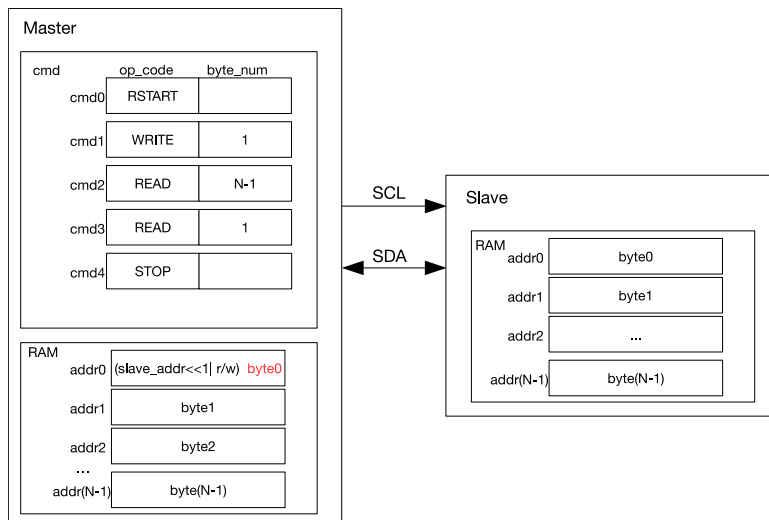 Master
cmd op_code byte_num
cmd0 RSTART
cmd1 WRITE 1
cmd2 READ N-1
cmd3 READ 1
cmd4 STOP
RAM
addr0 (slave_addr<<1| r/w) byte0
addr1 byte1
addr2 byte2
...
addr(N-1) byte(N-1)
SCL
SDA
Slave
RAM
addr0 byte0
addr1 byte1
addr2 ...
addr(N-1) byte(N-1)